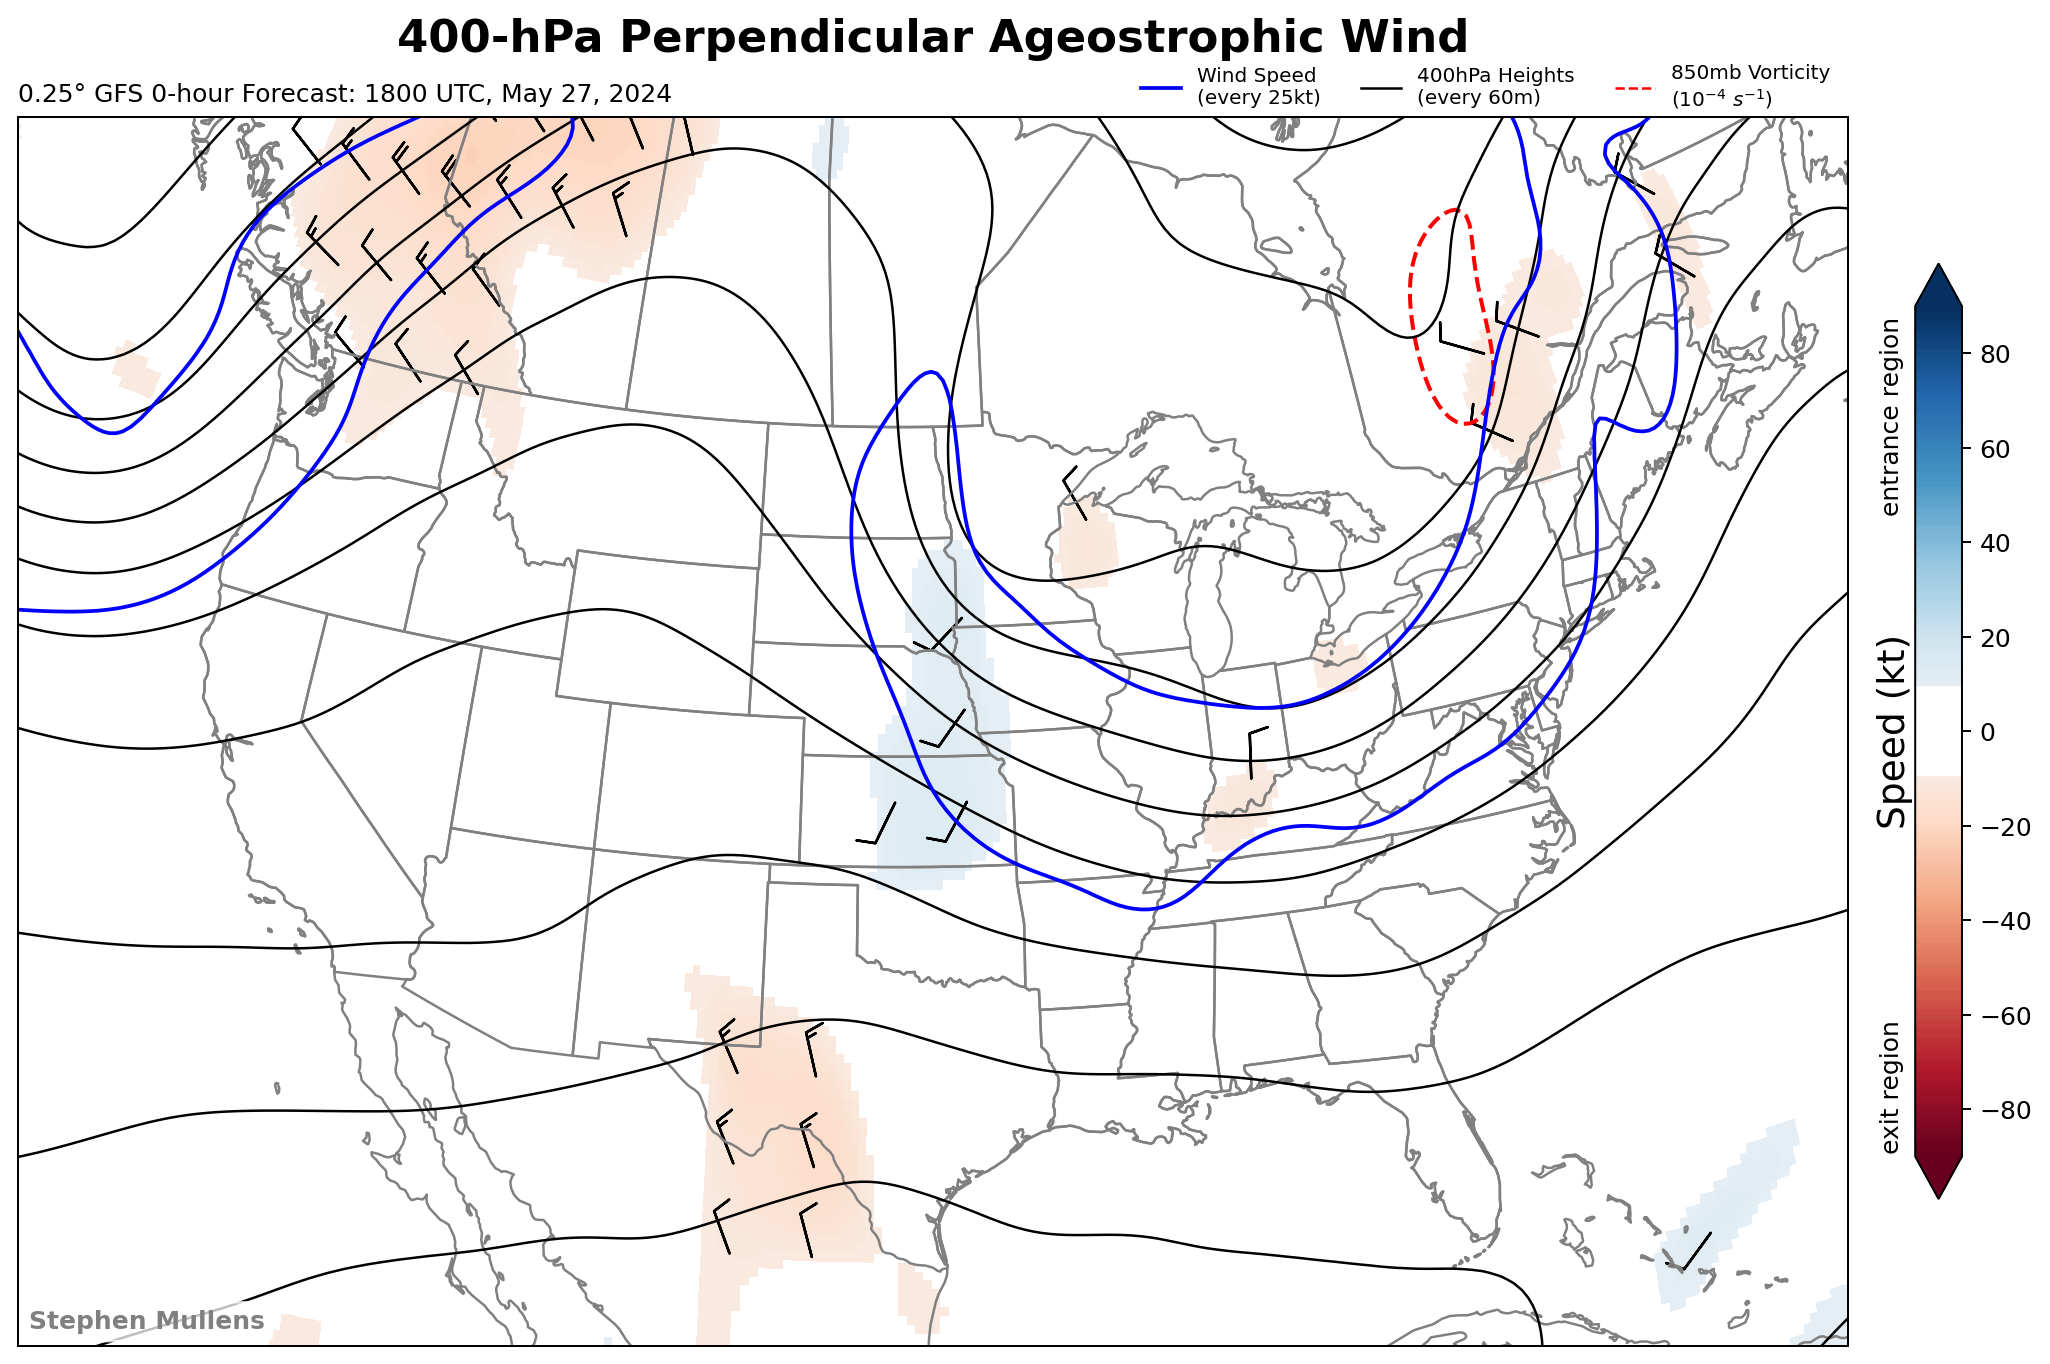 400-hPa Perpendicular Ageostrophic Wind
0.25° GFS 0-hour Forecast: 1800 UTC, May 27, 2024
Wind Speed
(every 25kt)
400hPa Heights
(every 60m)
850mb Vorticity
(10⁻⁴ s⁻¹)
entrance region
Speed (kt)
exit region
80
60
40
20
0
−20
−40
−60
−80
Stephen Mullens